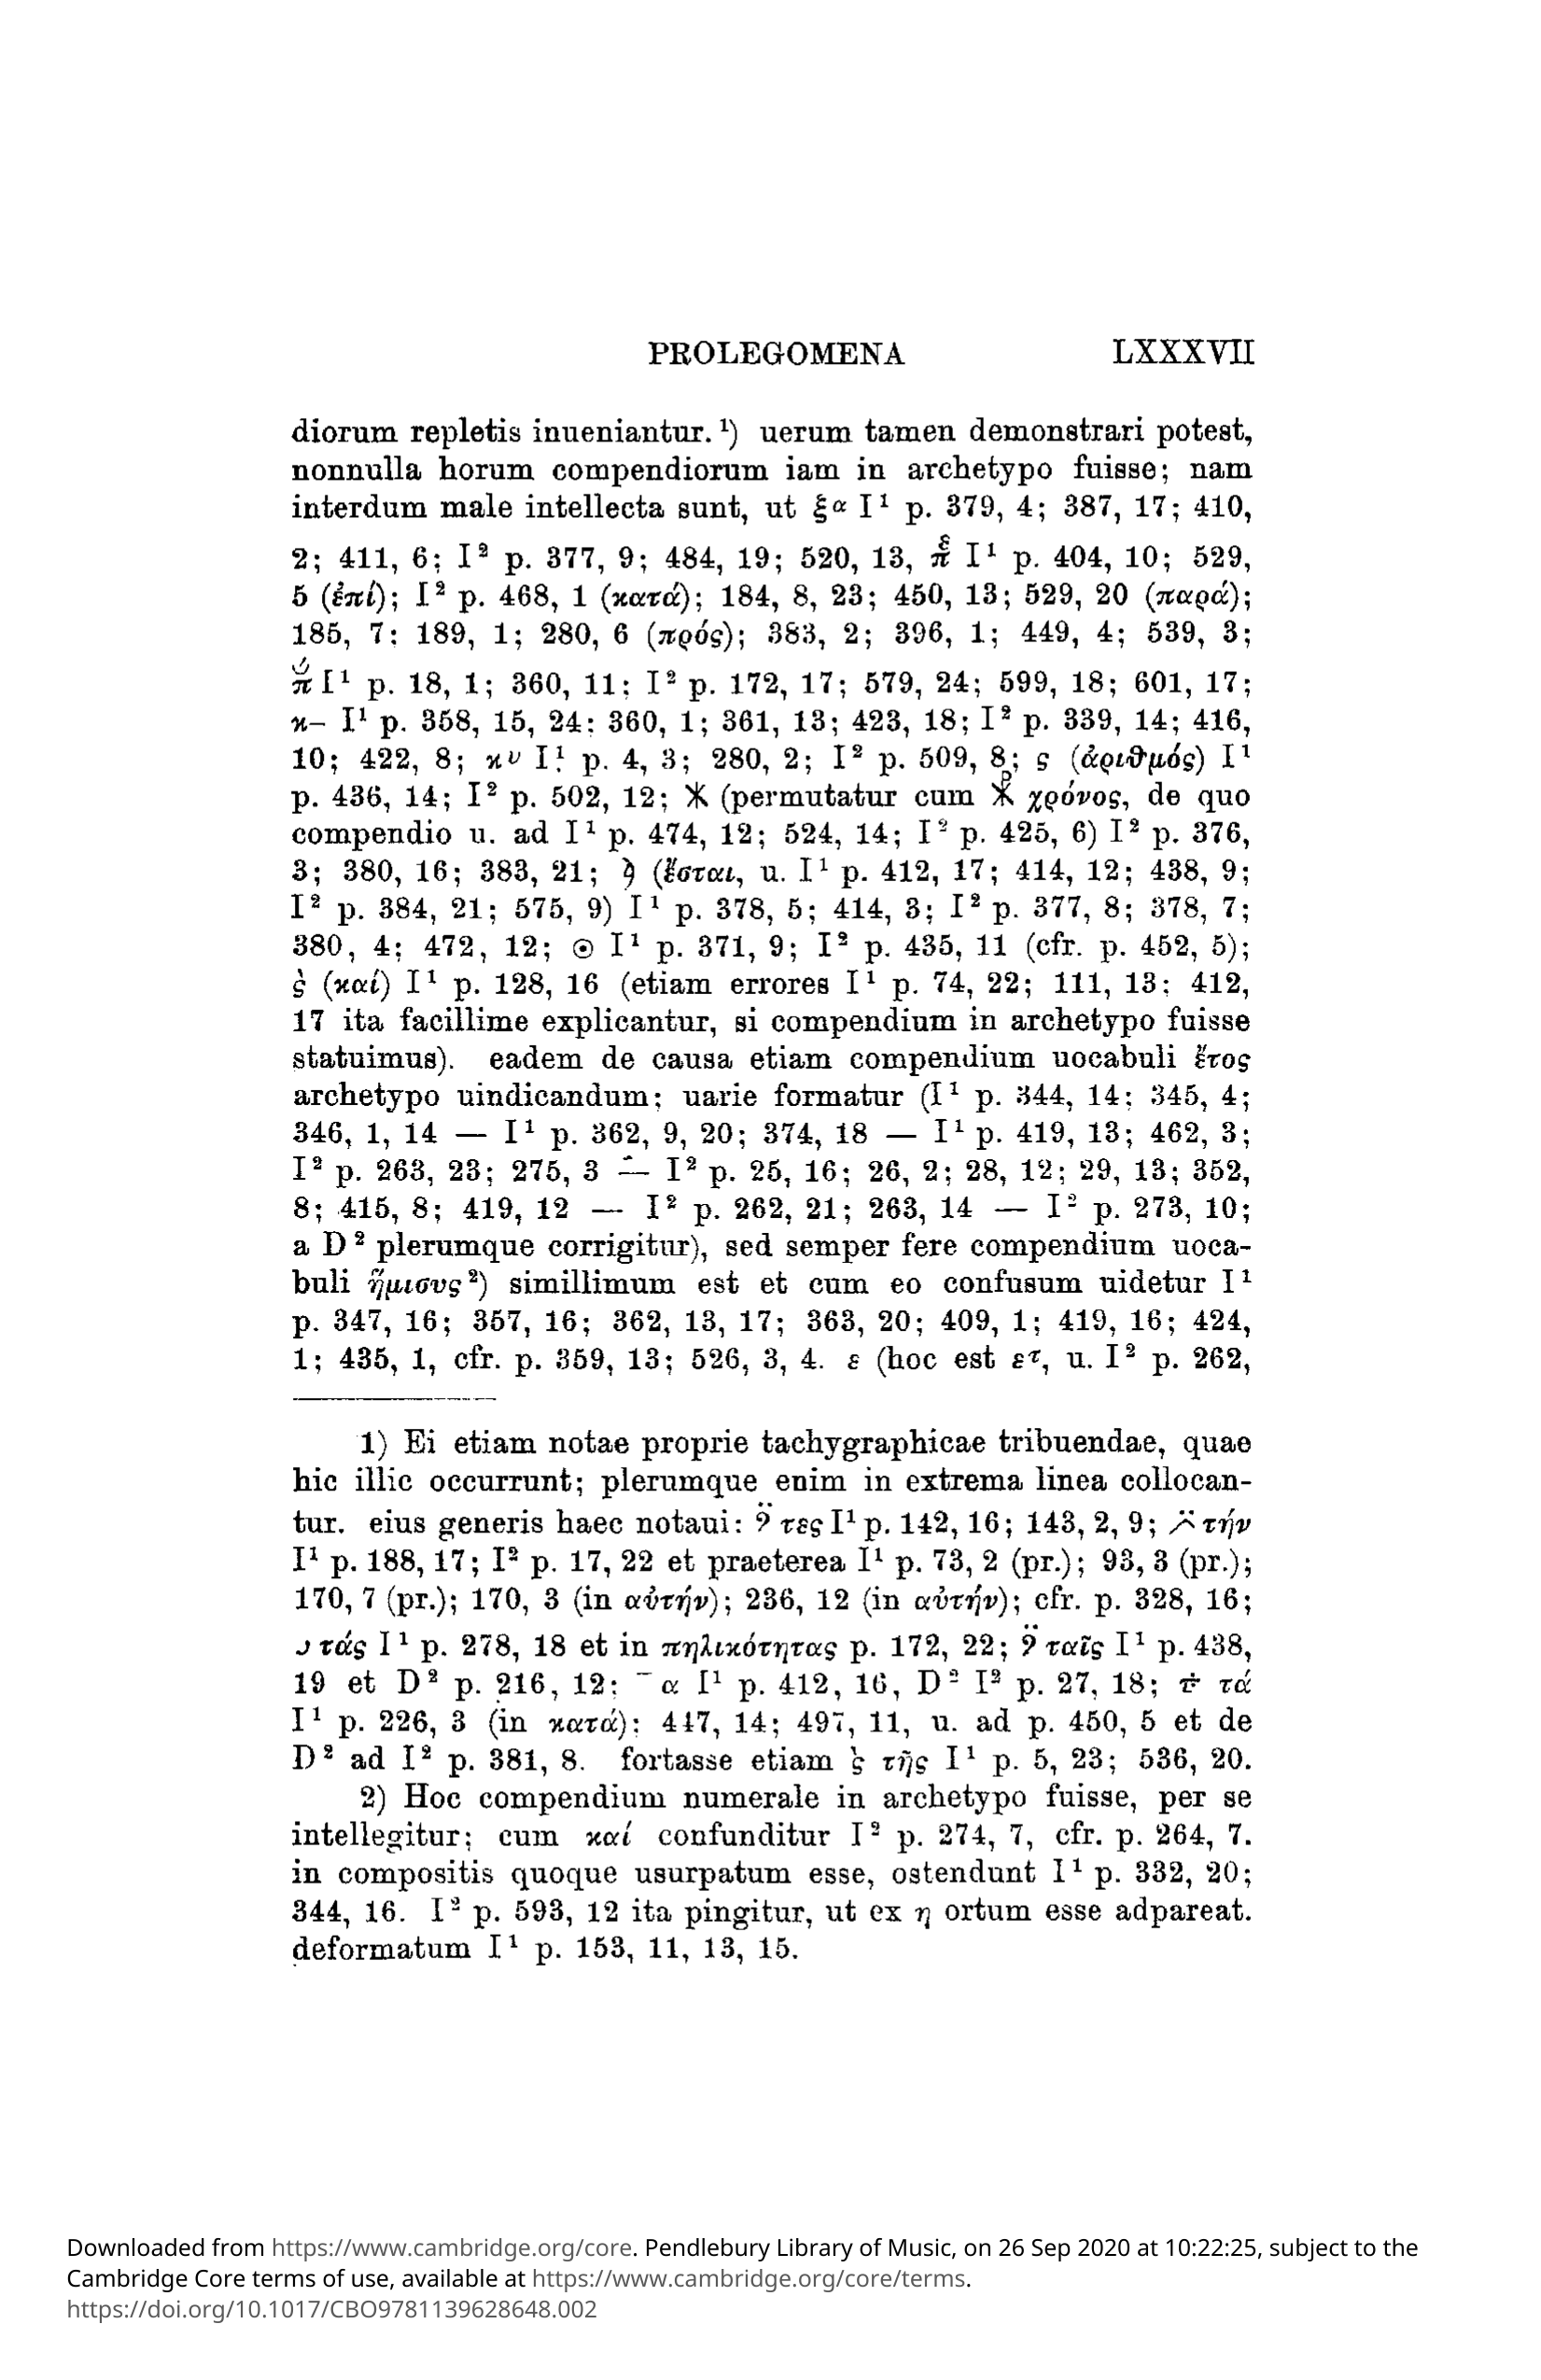 PROLEGOMENA LXXXVII
diorum repletis inueniantur.¹) uerum tamen demonstrari potest,
nonnulla horum compendiorum iam in archetypo fuisse; nam
interdum male intellecta sunt, ut ξα I¹ p. 379, 4; 387, 17; 410,
2; 411, 6; I² p. 377, 9; 484, 19; 520, 13, I¹ p. 404, 10; 529,
5 (ἐπί); I² p. 468, 1 (κατά); 184, 8, 23; 450, 13; 529, 20 (παρά);
185, 7; 189, 1; 280, 6 (πρός); 383, 2; 396, 1; 449, 4; 539, 3;
I¹ p. 18, 1; 360, 11; I² p. 172, 17; 579, 24; 599, 18; 601, 17;
κ– I¹ p. 358, 15, 24; 360, 1; 361, 13; 423, 18; I² p. 339, 14; 416,
10; 422, 8; κυ I¹ p. 4, 3; 280, 2; I² p. 509, 8; ς (ἀριθμός) I¹
p. 436, 14; I² p. 502, 12; (permutatur cum χρόνος, de quo
compendio u. ad I¹ p. 474, 12; 524, 14; I² p. 425, 6) I² p. 376,
3; 380, 16; 383, 21; (ἔσται, u. I¹ p. 412, 17; 414, 12; 438, 9;
I² p. 384, 21; 575, 9) I¹ p. 378, 5; 414, 3; I² p. 377, 8; 378, 7;
380, 4; 472, 12; ⊙ I¹ p. 371, 9; I² p. 435, 11 (cfr. p. 452, 5);
(καί) I¹ p. 128, 16 (etiam errores I¹ p. 74, 22; 111, 13; 412,
17 ita facillime explicantur, si compendium in archetypo fuisse
statuimus). eadem de causa etiam compendium uocabuli ἔτος
archetypo uindicandum; uarie formatur (I¹ p. 344, 14; 345, 4;
346, 1, 14 — I¹ p. 362, 9, 20; 374, 18 — I¹ p. 419, 13; 462, 3;
I² p. 263, 23; 275, 3 — I² p. 25, 16; 26, 2; 28, 12; 29, 13; 352,
8; 415, 8; 419, 12 — I² p. 262, 21; 263, 14 — I² p. 273, 10;
a D² plerumque corrigitur), sed semper fere compendium uoca-
buli ἥμισυς²) simillimum est et cum eo confusum uidetur I¹
p. 347, 16; 357, 16; 362, 13, 17; 363, 20; 409, 1; 419, 16; 424,
1; 435, 1, cfr. p. 359, 13; 526, 3, 4. ε (hoc est ετ, u. I² p. 262,
1) Ei etiam notae proprie tachygraphicae tribuendae, quae
hic illic occurrunt; plerumque enim in extrema linea collocan-
tur. eius generis haec notaui: τες I¹ p. 142, 16; 143, 2, 9; τήν
I¹ p. 188, 17; I² p. 17, 22 et praeterea I¹ p. 73, 2 (pr.); 93, 3 (pr.);
170, 7 (pr.); 170, 3 (in αὐτήν); 236, 12 (in αὐτήν); cfr. p. 328, 16;
τάς I¹ p. 278, 18 et in πηλικότητας p. 172, 22; ταῖς I¹ p. 438,
19 et D² p. 216, 12; ¯ α I¹ p. 412, 16, D² I² p. 27, 18; τά
I¹ p. 226, 3 (in κατά); 447, 14; 497, 11, u. ad p. 450, 5 et de
D² ad I² p. 381, 8. fortasse etiam τῆς I¹ p. 5, 23; 536, 20.
2) Hoc compendium numerale in archetypo fuisse, per se
intellegitur; cum καί confunditur I² p. 274, 7, cfr. p. 264, 7.
in compositis quoque usurpatum esse, ostendunt I¹ p. 332, 20;
344, 16. I² p. 593, 12 ita pingitur, ut ex η ortum esse adpareat.
deformatum I¹ p. 153, 11, 13, 15.
Downloaded from https://www.cambridge.org/core. Pendlebury Library of Music, on 26 Sep 2020 at 10:22:25, subject to the
Cambridge Core terms of use, available at https://www.cambridge.org/core/terms.
https://doi.org/10.1017/CBO9781139628648.002